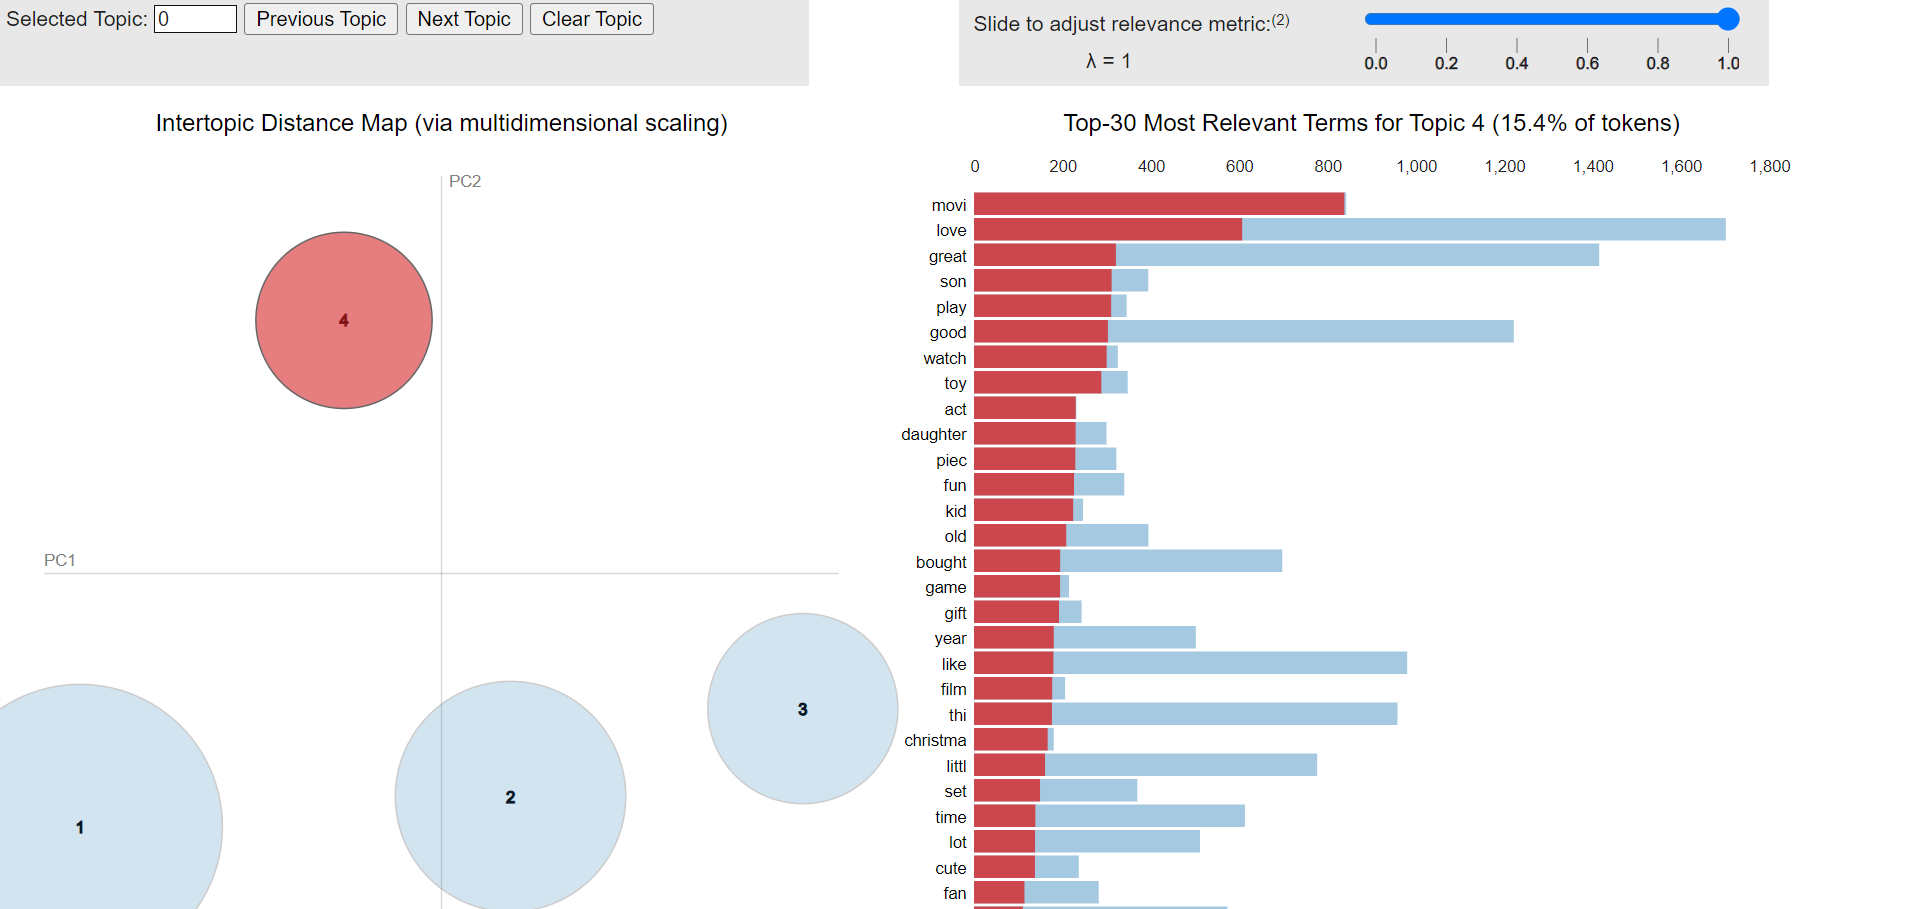 Selected Topic: 0 Previous Topic Next Topic Clear Topic
Slide to adjust relevance metric:(2)
λ = 1
0.0 0.2 0.4 0.6 0.8 1.0
Intertopic Distance Map (via multidimensional scaling)
PC2
PC1
4
3
2
1
Top-30 Most Relevant Terms for Topic 4 (15.4% of tokens)
0 200 400 600 800 1,000 1,200 1,400 1,600 1,800
movi
love
great
son
play
good
watch
toy
act
daughter
piec
fun
kid
old
bought
game
gift
year
like
film
thi
christma
littl
set
time
lot
cute
fan